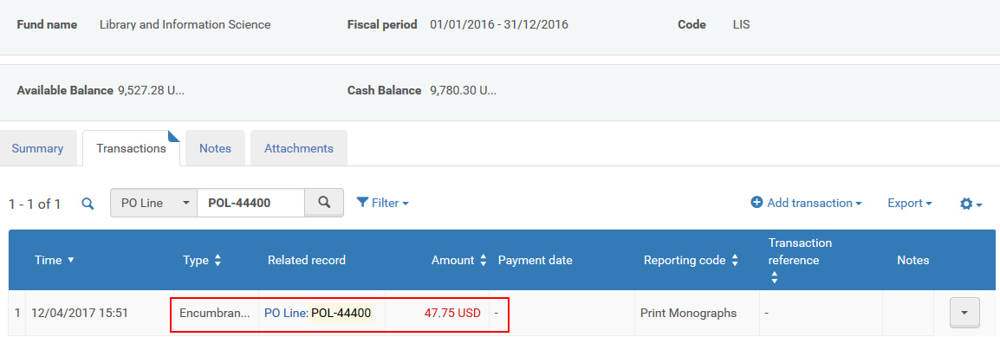 Fund name Library and Information Science Fiscal period 01/01/2016 - 31/12/2016 Code LIS
Available Balance 9,527.28 U... Cash Balance 9,780.30 U...
Summary Transactions Notes Attachments
1 - 1 of 1 PO Line POL-44400 Filter Add transaction Export
Time Type Related record Amount Payment date Reporting code Transaction reference Notes
1 12/04/2017 15:51 Encumbran... PO Line: POL-44400 47.75 USD - Print Monographs -